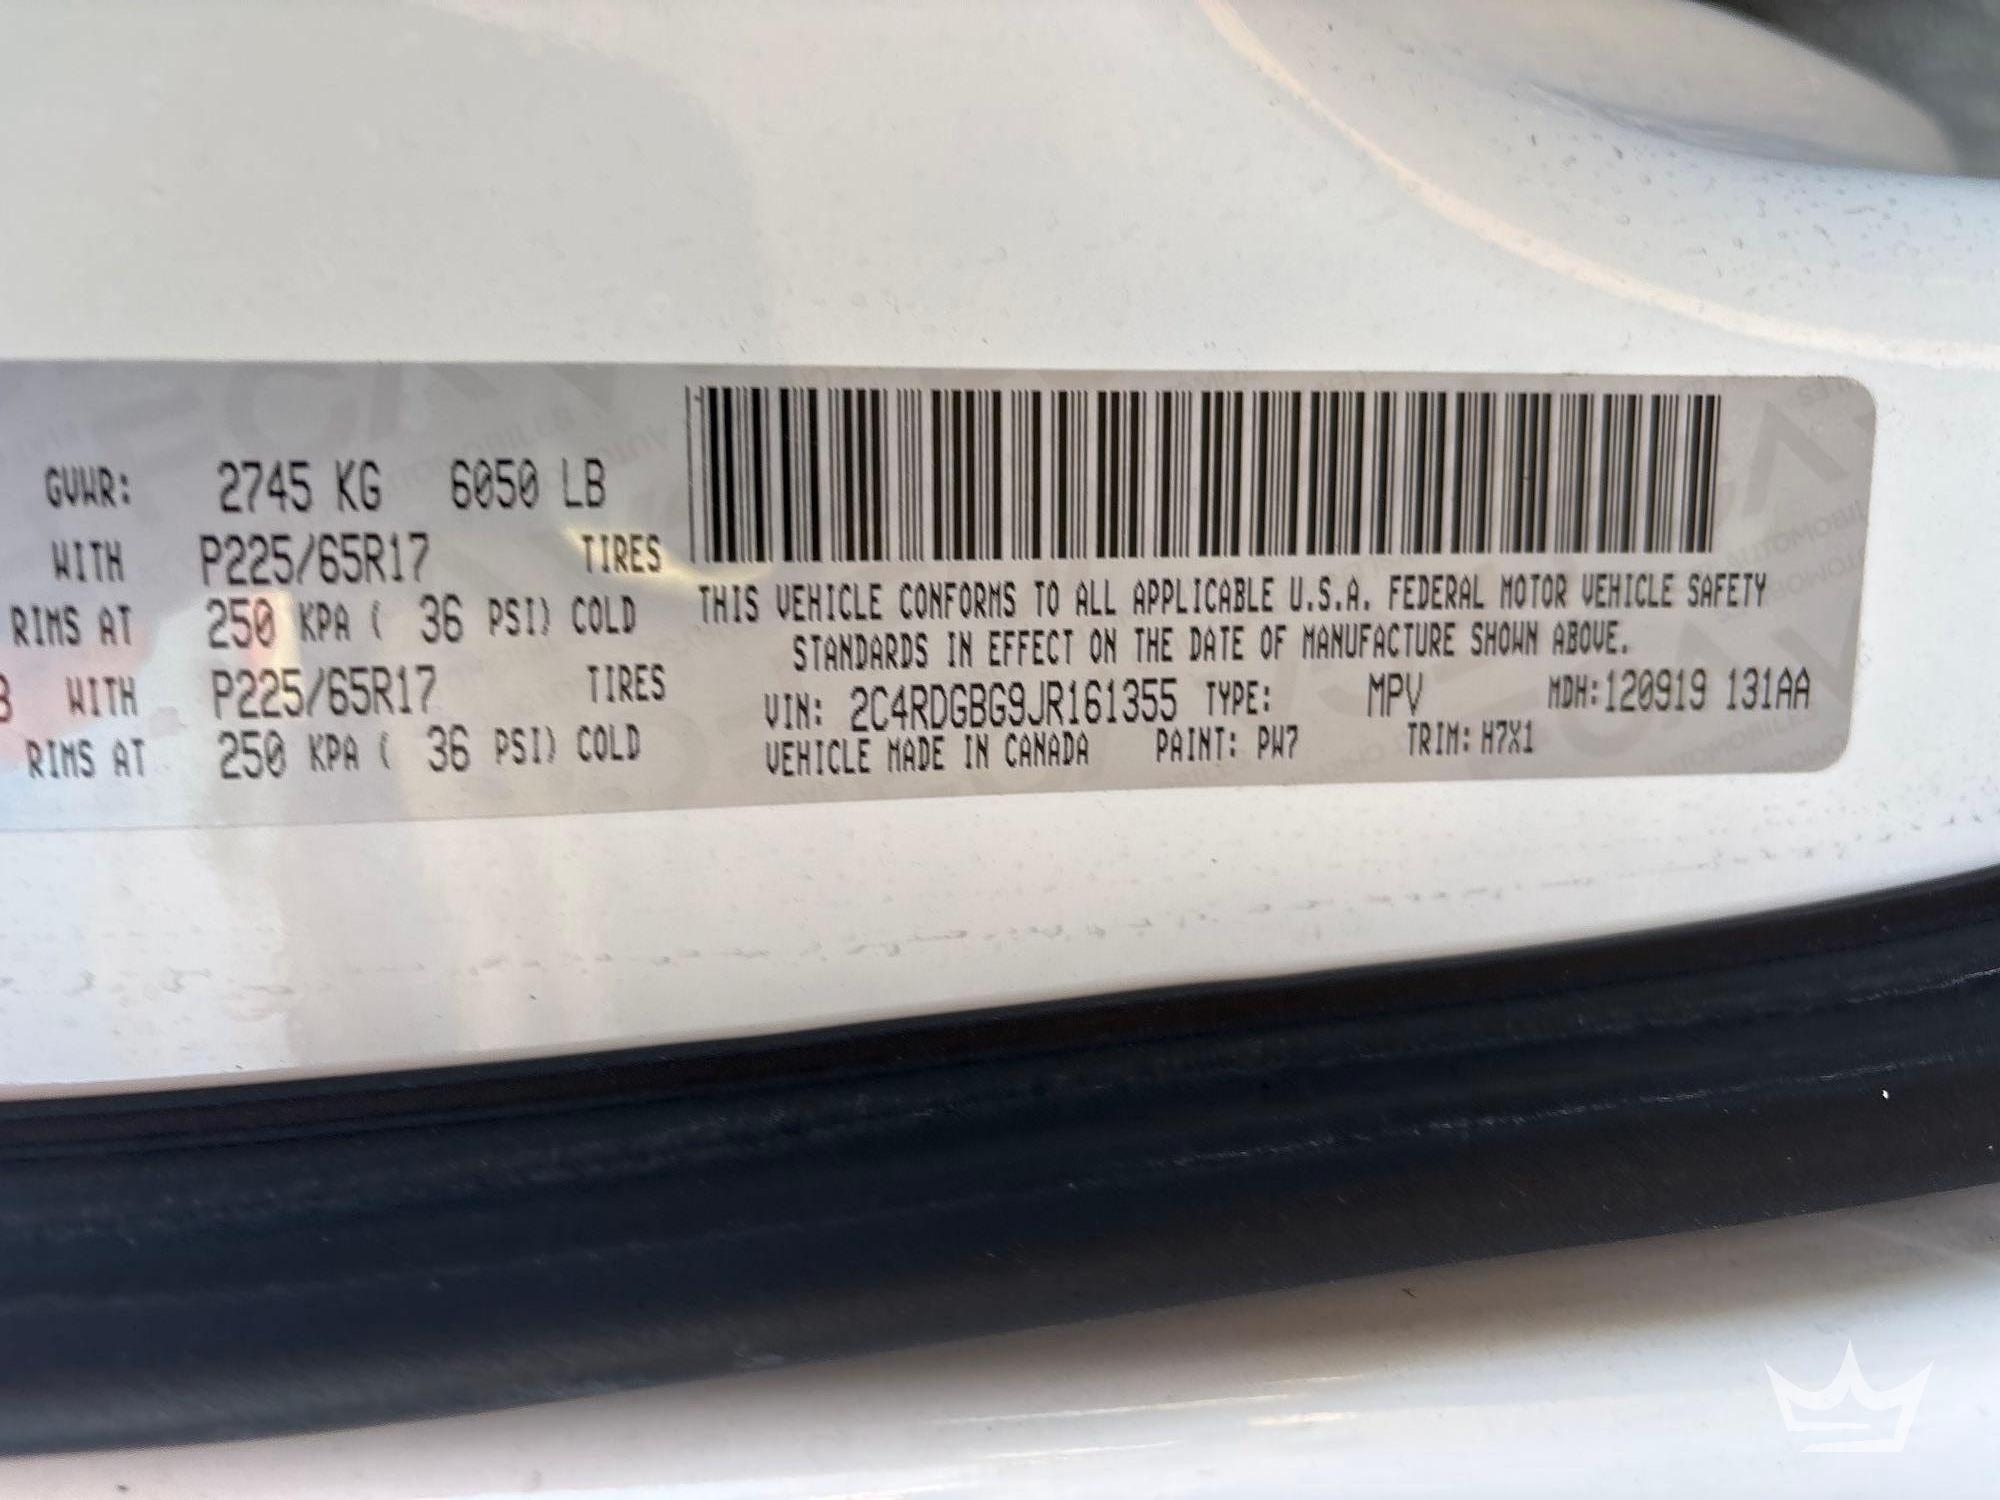 GVWR: 2745 KG 6050 LB
WITH P225/65R17 TIRES
RIMS AT 250 KPA ( 36 PSI) COLD
WITH P225/65R17 TIRES
RIMS AT 250 KPA ( 36 PSI) COLD
THIS VEHICLE CONFORMS TO ALL APPLICABLE U.S.A. FEDERAL MOTOR VEHICLE SAFETY
STANDARDS IN EFFECT ON THE DATE OF MANUFACTURE SHOWN ABOVE.
VIN: 2C4RDGBG9JR161355 TYPE: MPV MDH:120919 131AA
VEHICLE MADE IN CANADA PAINT: PW7 TRIM: H7X1